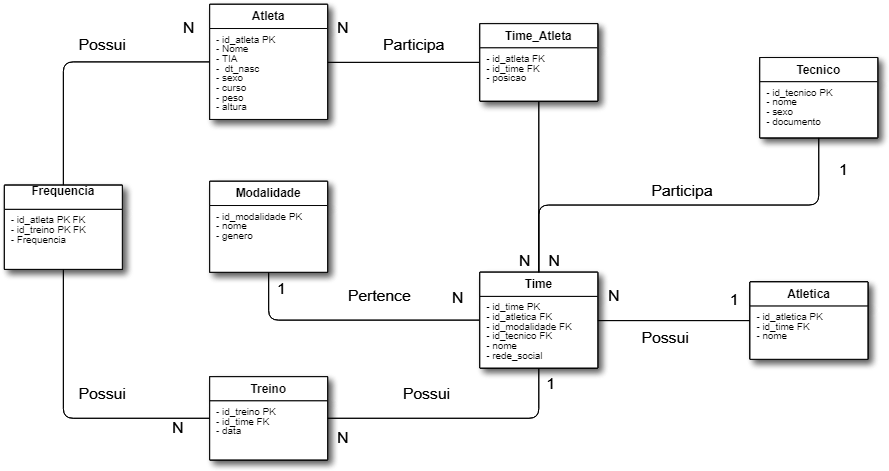 Atleta
- id_atleta PK
- Nome
- TIA
- dt_nasc
- sexo
- curso
- peso
- altura
N
N
Possui
Participa
Time_Atleta
- id_atleta FK
- id_time FK
- posicao
Tecnico
- id_tecnico PK
- nome
- sexo
- documento
1
Participa
Frequencia
- id_atleta PK FK
- id_treino PK FK
- Frequencia
Modalidade
- id_modalidade PK
- nome
- genero
1
Pertence
N
N
N
Time
- id_time PK
- id_atletica FK
- id_modalidade FK
- id_tecnico FK
- nome
- rede_social
N
1
Possui
Atletica
- id_atletica PK
- id_time FK
- nome
Possui
N
Treino
- id_treino PK
- id_time FK
- data
Possui
N
1